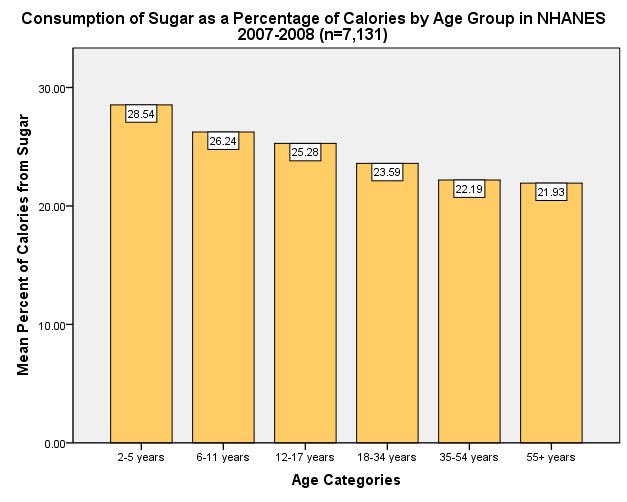 Consumption of Sugar as a Percentage of Calories by Age Group in NHANES
2007-2008 (n=7,131)
Mean Percent of Calories from Sugar
30.00
20.00
10.00
0.00
28.54
26.24
25.28
23.59
22.19
21.93
2-5 years
6-11 years
12-17 years
18-34 years
35-54 years
55+ years
Age Categories